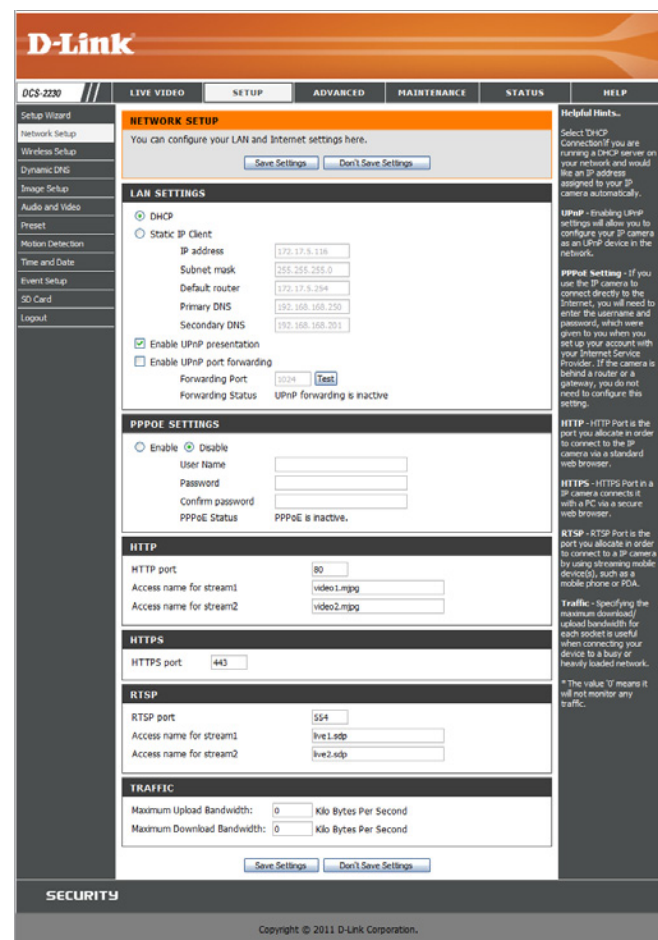 D-Link
DCS-2230
LIVE VIDEO
SETUP
ADVANCED
MAINTENANCE
STATUS
HELP
Setup Wizard
Network Setup
Wireless Setup
Dynamic DNS
Image Setup
Audio and Video
Preset
Motion Detection
Time and Date
Event Setup
SD Card
Logout
NETWORK SETUP
You can configure your LAN and Internet settings here.
Save Settings Don't Save Settings
LAN SETTINGS
DHCP
Static IP Client
IP address 172.17.5.116
Subnet mask 255.255.255.0
Default router 172.17.5.254
Primary DNS 192.168.168.250
Secondary DNS 192.168.168.201
Enable UPnP presentation
Enable UPnP port forwarding
Forwarding Port 1024 Test
Forwarding Status UPnP forwarding is inactive
PPPOE SETTINGS
Enable Disable
User Name
Password
Confirm password
PPPoE Status PPPoE is inactive.
HTTP
HTTP port 80
Access name for stream1 video1.mjpg
Access name for stream2 video2.mjpg
HTTPS
HTTPS port 443
RTSP
RTSP port 554
Access name for stream1 live1.sdp
Access name for stream2 live2.sdp
TRAFFIC
Maximum Upload Bandwidth: 0 Kilo Bytes Per Second
Maximum Download Bandwidth: 0 Kilo Bytes Per Second
Save Settings Don't Save Settings
Helpful Hints..
Select 'DHCP
Connection'if you are
running a DHCP server on
your network and would
like an IP address
assigned to your IP
camera automatically.
UPnP - Enabling UPnP
settings will allow you to
configure your IP camera
as an UPnP device in the
network.
PPPoE Setting - If you
use the IP camera to
connect directly to the
Internet, you will need to
enter the username and
password, which were
given to you when you
set up your account with
your Internet Service
Provider. If the camera is
behind a router or a
gateway, you do not
need to configure this
setting.
HTTP - HTTP Port is the
port you allocate in order
to connect to the IP
camera via a standard
web browser.
HTTPS - HTTPS Port in a
IP camera connects it
with a PC via a secure
web browser.
RTSP - RTSP Port is the
port you allocate in order
to connect to a IP camera
by using streaming mobile
device(s), such as a
mobile phone or PDA.
Traffic - Specifying the
maximum download/
upload bandwidth for
each socket is useful
when connecting your
device to a busy or
heavily loaded network.
* The value '0' means it
will not monitor any
traffic.
SECURITY
Copyright © 2011 D-Link Corporation.